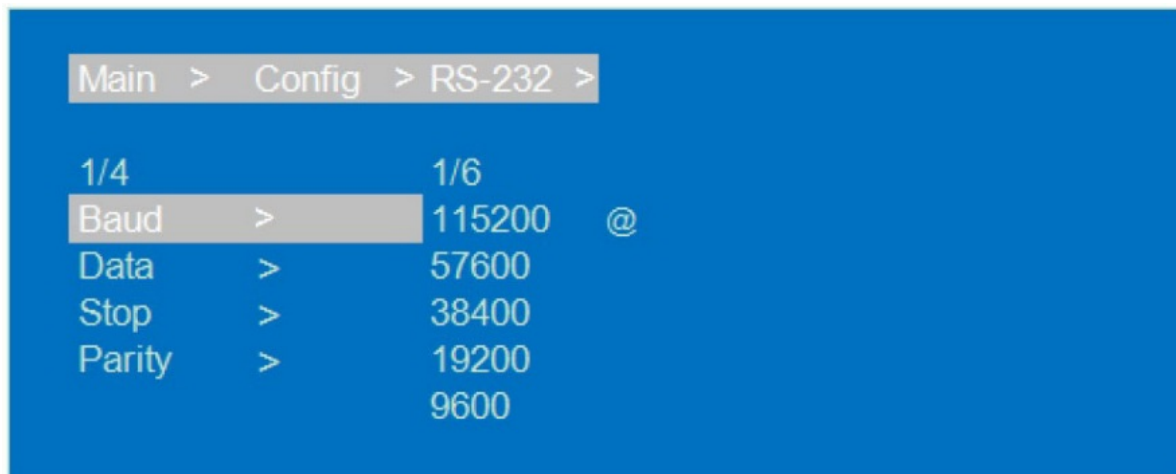 Main > Config > RS-232 >
1/4 1/6
Baud > 115200 @
Data > 57600
Stop > 38400
Parity > 19200
9600